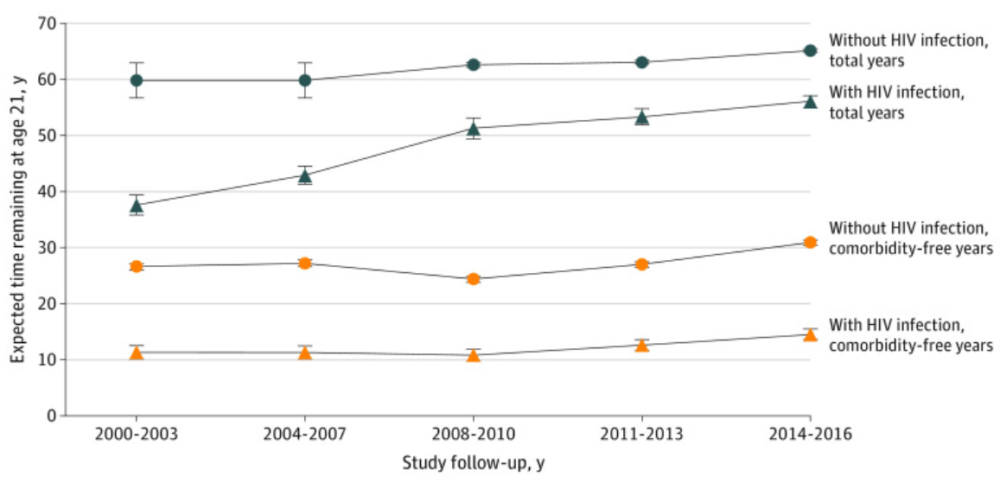 70
60
50
40
30
20
10
0
Expected time remaining at age 21, y
Without HIV infection,
total years
With HIV infection,
total years
Without HIV infection,
comorbidity-free years
With HIV infection,
comorbidity-free years
2000-2003
2004-2007
2008-2010
2011-2013
2014-2016
Study follow-up, y